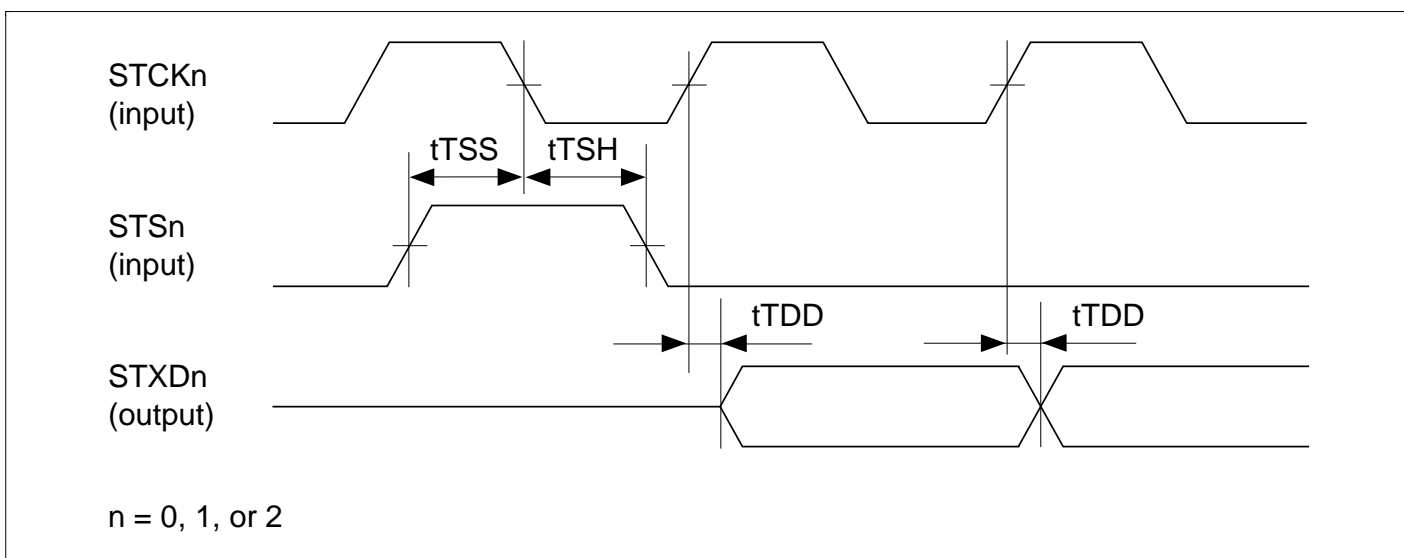 STCKn
(input)
tTSS
tTSH
STSn
(input)
tTDD
tTDD
STXDn
(output)
n = 0, 1, or 2